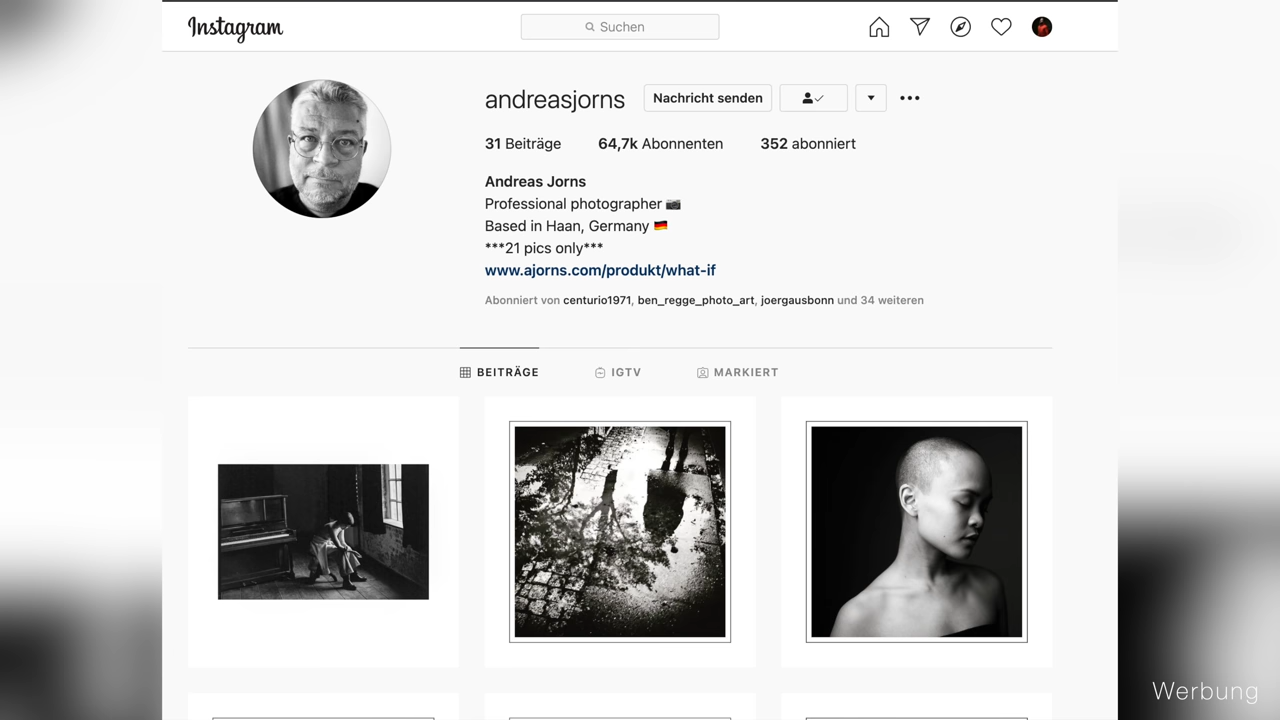 Instagram
Suchen
andreasjorns
Nachricht senden
31 Beiträge 64,7k Abonnenten 352 abonniert
Andreas Jorns
Professional photographer 📷
Based in Haan, Germany 🇩🇪
***21 pics only***
www.ajorns.com/produkt/what-if
Abonniert von centurio1971, ben_regge_photo_art, joergausbonn und 34 weiteren
BEITRÄGE IGTV MARKIERT
Werbung